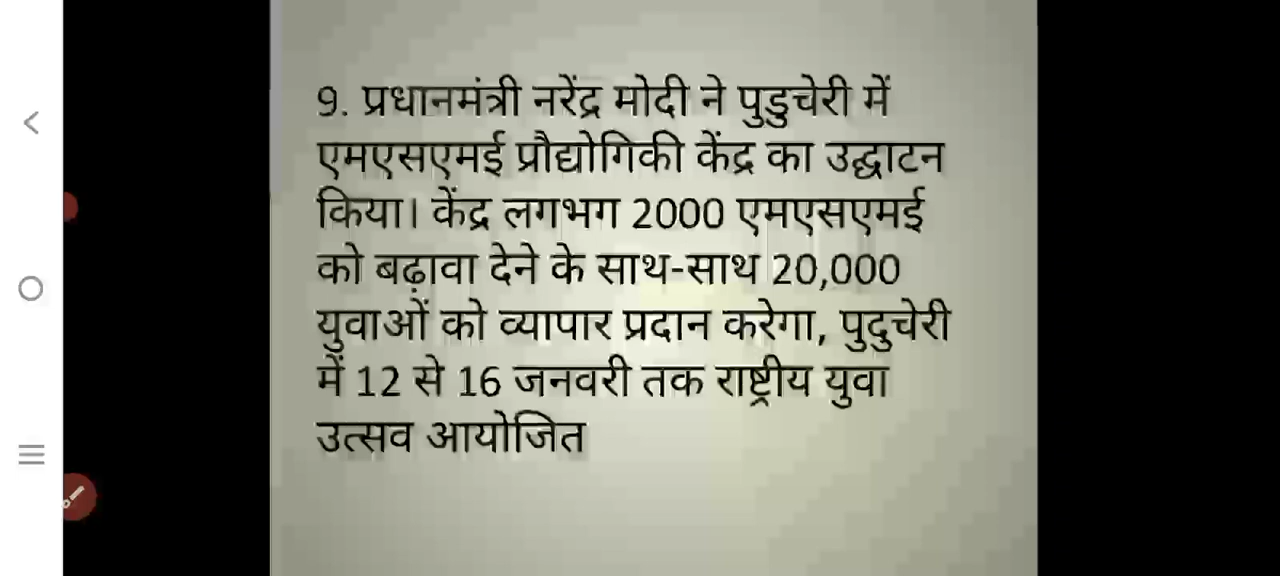 9. प्रधानमंत्री नरेंद्र मोदी ने पुडुचेरी में
एमएसएमई प्रौद्योगिकी केंद्र का उद्घाटन
किया। केंद्र लगभग 2000 एमएसएमई
को बढ़ावा देने के साथ-साथ 20,000
युवाओं को व्यापार प्रदान करेगा, पुदुचेरी
में 12 से 16 जनवरी तक राष्ट्रीय युवा
उत्सव आयोजित